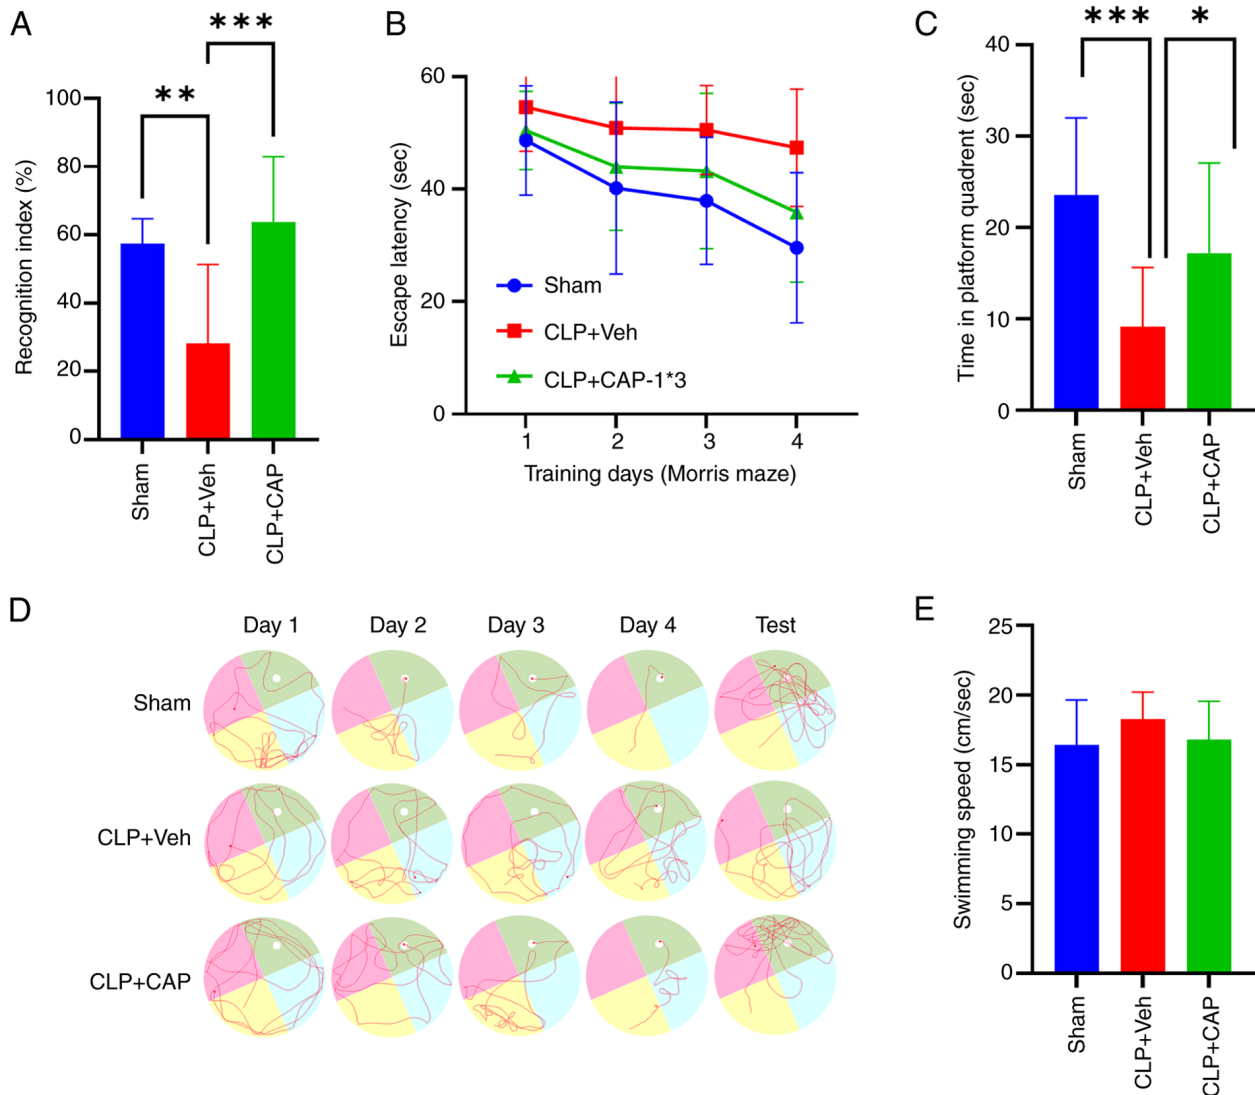 A
***
**
Recognition index (%)
100
80
60
40
20
0
Sham
CLP+Veh
CLP+CAP
B
Escape latency (sec)
60
40
20
0
Sham
CLP+Veh
CLP+CAP-1*3
1 2 3 4
Training days (Morris maze)
C
*** *
Time in platform quadrent (sec)
40
30
20
10
0
Sham
CLP+Veh
CLP+CAP
D
Day 1 Day 2 Day 3 Day 4 Test
Sham
CLP+Veh
CLP+CAP
E
Swimming speed (cm/sec)
25
20
15
10
5
0
Sham
CLP+Veh
CLP+CAP